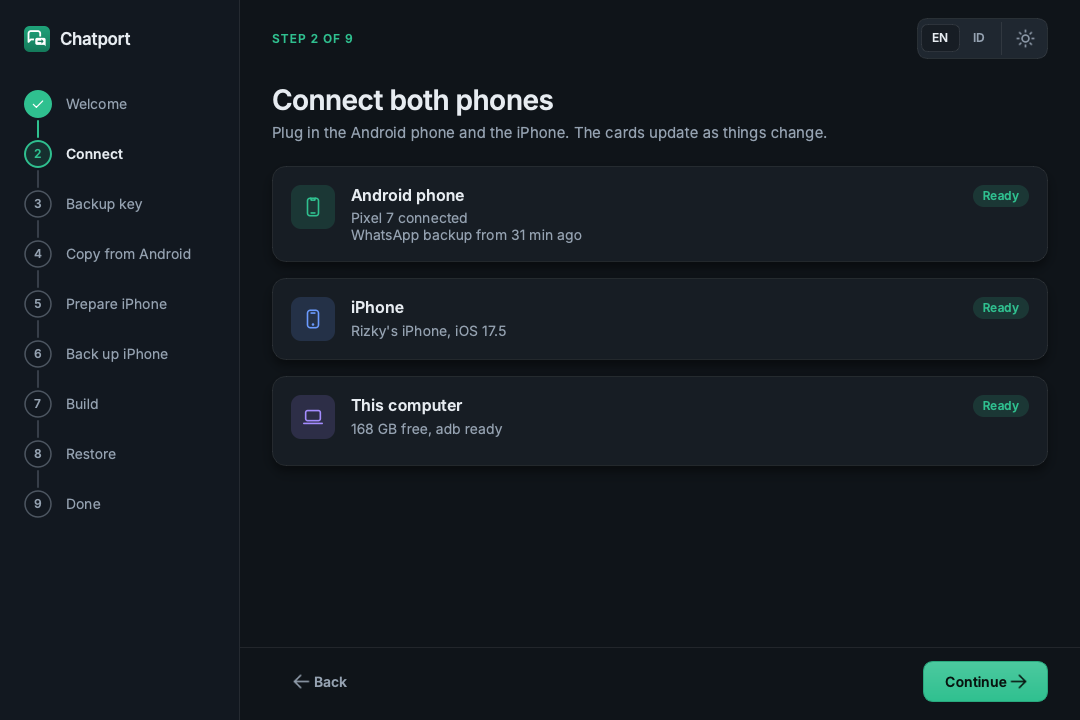 Chatport
Welcome
2 Connect
3 Backup key
4 Copy from Android
5 Prepare iPhone
6 Back up iPhone
7 Build
8 Restore
9 Done
STEP 2 OF 9
EN ID
Connect both phones
Plug in the Android phone and the iPhone. The cards update as things change.
Android phone
Ready
Pixel 7 connected
WhatsApp backup from 31 min ago
iPhone
Ready
Rizky's iPhone, iOS 17.5
This computer
Ready
168 GB free, adb ready
Back
Continue